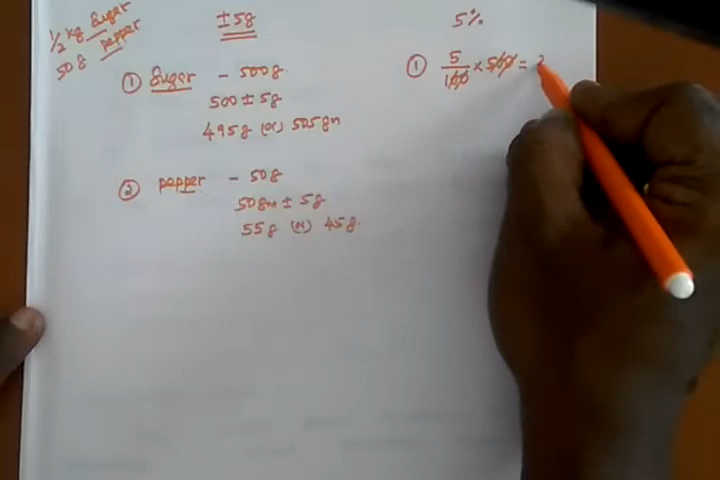 1/2 kg Sugar
50g pepper
±5g
① Sugar - 500g.
500 ± 5g
495g (or) 505gm
② pepper - 50g
50gm ± 5g
55g (or) 45g.
5%
① 5/100 × 500 =